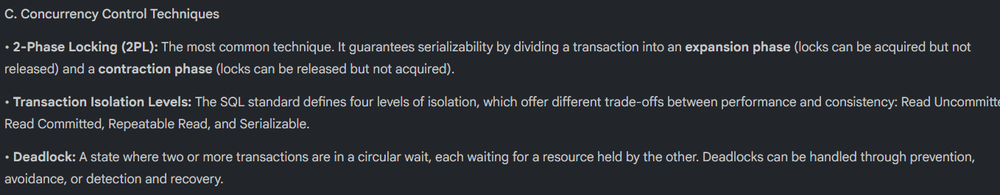 C. Concurrency Control Techniques
• 2-Phase Locking (2PL): The most common technique. It guarantees serializability by dividing a transaction into an expansion phase (locks can be acquired but not
released) and a contraction phase (locks can be released but not acquired).
• Transaction Isolation Levels: The SQL standard defines four levels of isolation, which offer different trade-offs between performance and consistency: Read Uncommitte
Read Committed, Repeatable Read, and Serializable.
• Deadlock: A state where two or more transactions are in a circular wait, each waiting for a resource held by the other. Deadlocks can be handled through prevention,
avoidance, or detection and recovery.